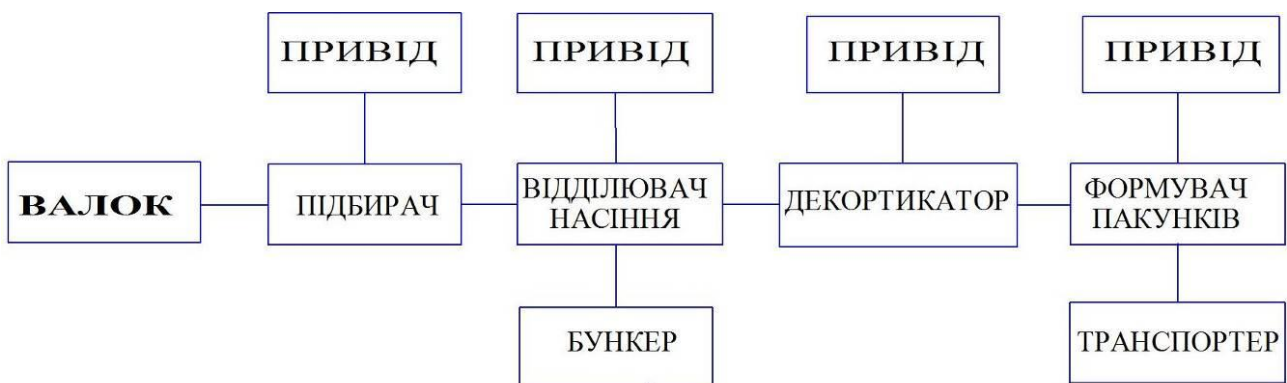 ПРИВІД
ПРИВІД
ПРИВІД
ПРИВІД
ВАЛОК
ПІДБИРАЧ
ВІДДІЛЮВАЧ
НАСІННЯ
ДЕКОРТИКАТОР
ФОРМУВАЧ
ПАКУНКІВ
БУНКЕР
ТРАНСПОРТЕР